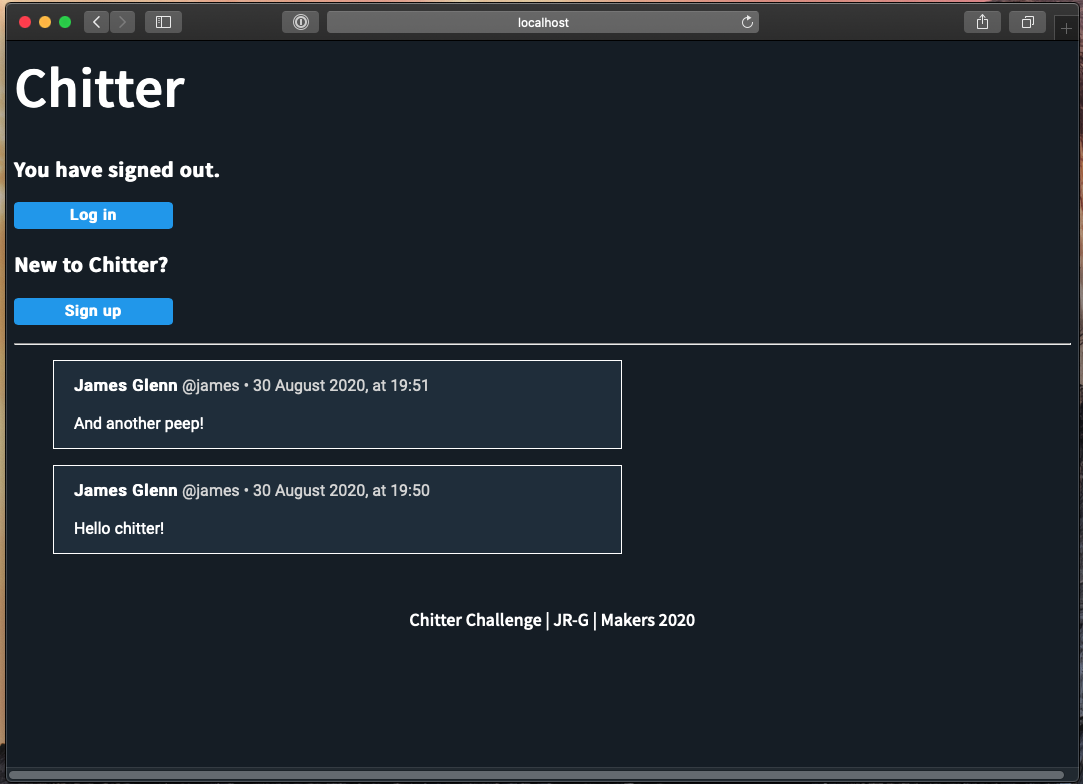 localhost
Chitter
You have signed out.
Log in
New to Chitter?
Sign up
James Glenn @james • 30 August 2020, at 19:51
And another peep!
James Glenn @james • 30 August 2020, at 19:50
Hello chitter!
Chitter Challenge | JR-G | Makers 2020